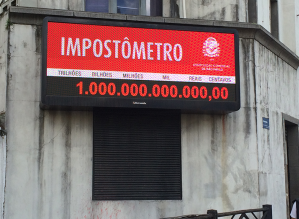 IMPOSTÔMETRO
TRILHÕES BILHÕES MILHÕES MIL REAIS CENTAVOS
1.000.000.000.000,00